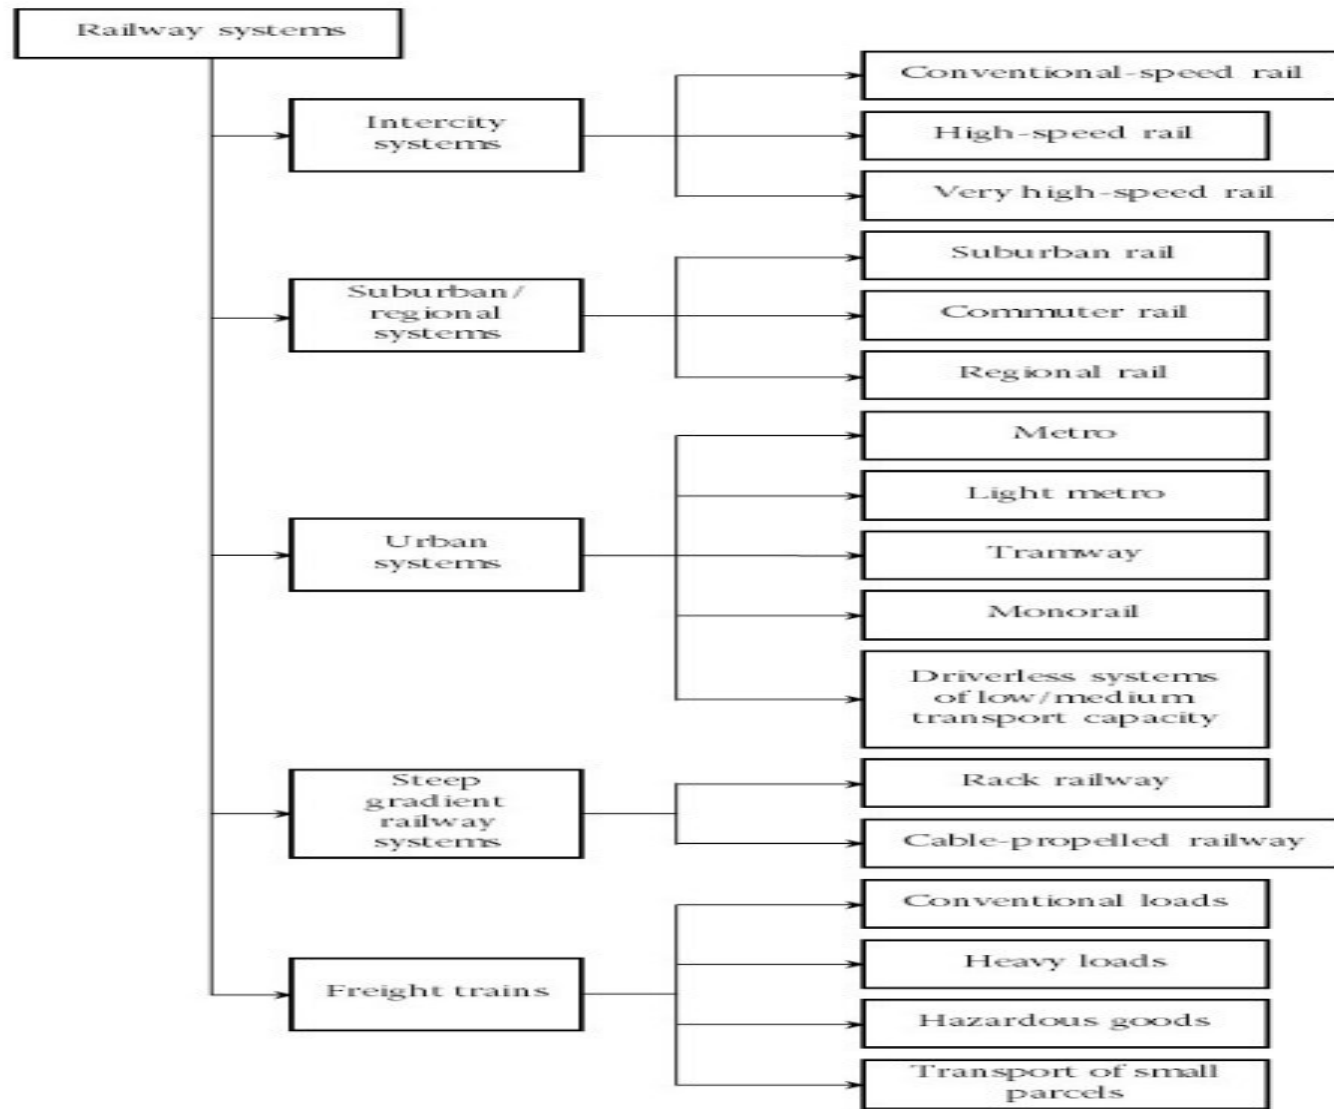 Railway systems
Intercity
systems
Conventional-speed rail
High-speed rail
Very high-speed rail
Suburban/
regional
systems
Suburban rail
Commuter rail
Regional rail
Urban
systems
Metro
Light metro
Tramway
Monorail
Driverless systems
of low/medium
transport capacity
Steep
gradient
railway
systems
Rack railway
Cable-propelled railway
Freight trains
Conventional loads
Heavy loads
Hazardous goods
Transport of small
parcels